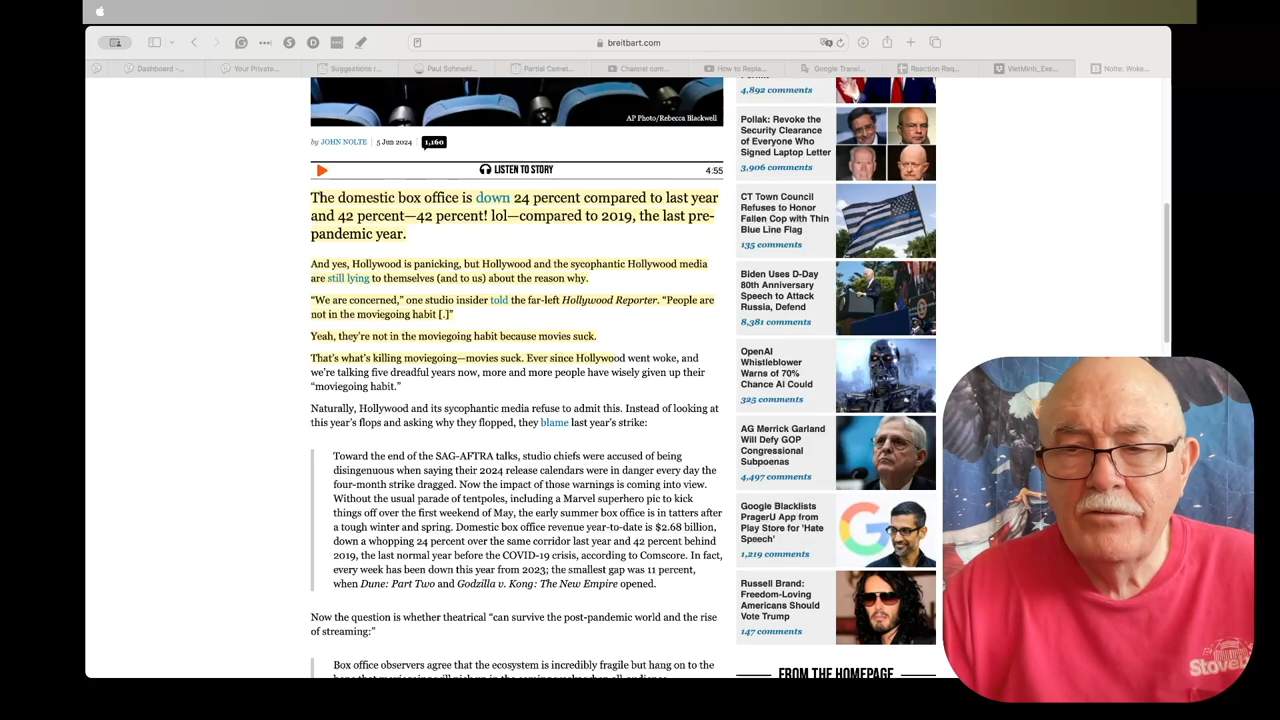 breitbart.com
Dashboard -...
Your Private...
Suggestions r...
Paul Schmehl...
Partial Cemet...
Channel com...
How to Repla...
Google Transl...
Reaction Req...
VietMinh_Exe...
Nolte: Woke...
AP Photo/Rebecca Blackwell
by JOHN NOLTE | 5 Jun 2024 | 1,160
LISTEN TO STORY
4:55
The domestic box office is down 24 percent compared to last year
and 42 percent—42 percent! lol—compared to 2019, the last pre-
pandemic year.
And yes, Hollywood is panicking, but Hollywood and the sycophantic Hollywood media
are still lying to themselves (and to us) about the reason why.
“We are concerned,” one studio insider told the far-left Hollywood Reporter. “People are
not in the moviegoing habit [.]”
Yeah, they’re not in the moviegoing habit because movies suck.
That’s what’s killing moviegoing—movies suck. Ever since Hollywood went woke, and
we’re talking five dreadful years now, more and more people have wisely given up their
“moviegoing habit.”
Naturally, Hollywood and its sycophantic media refuse to admit this. Instead of looking at
this year’s flops and asking why they flopped, they blame last year’s strike:
Toward the end of the SAG-AFTRA talks, studio chiefs were accused of being
disingenuous when saying their 2024 release calendars were in danger every day the
four-month strike dragged. Now the impact of those warnings is coming into view.
Without the usual parade of tentpoles, including a Marvel superhero pic to kick
things off over the first weekend of May, the early summer box office is in tatters after
a tough winter and spring. Domestic box office revenue year-to-date is $2.68 billion,
down a whopping 24 percent over the same corridor last year and 42 percent behind
2019, the last normal year before the COVID-19 crisis, according to Comscore. In fact,
every week has been down this year from 2023; the smallest gap was 11 percent,
when Dune: Part Two and Godzilla v. Kong: The New Empire opened.
Now the question is whether theatrical “can survive the post-pandemic world and the rise
of streaming:”
Box office observers agree that the ecosystem is incredibly fragile but hang on to the
4,892 comments
Pollak: Revoke the
Security Clearance
of Everyone Who
Signed Laptop Letter
3,906 comments
CT Town Council
Refuses to Honor
Fallen Cop with Thin
Blue Line Flag
135 comments
Biden Uses D-Day
80th Anniversary
Speech to Attack
Russia, Defend
8,381 comments
OpenAI
Whistleblower
Warns of 70%
Chance Ai Could
325 comments
AG Merrick Garland
Will Defy GOP
Congressional
Subpoenas
4,497 comments
Google Blacklists
PragerU App from
Play Store for 'Hate
Speech'
1,219 comments
Russell Brand:
Freedom-Loving
Americans Should
Vote Trump
147 comments
FROM THE HOMEPAGE